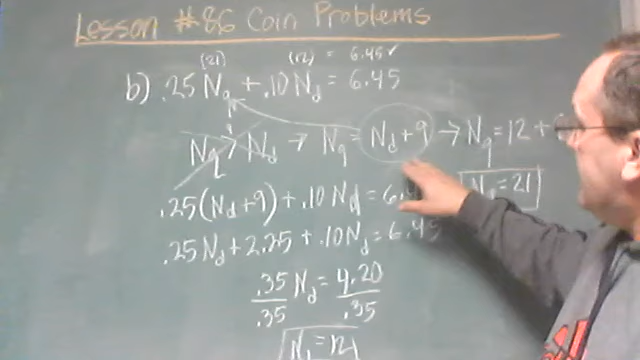 Lesson #86 Coin Problems
(21) (12) = 6.45 ✓
b) .25 Nq + .10 Nd = 6.45
Nq > Nd → Nq = Nd + 9 → Nq = 12 +
.25(Nd + 9) + .10 Nd = 6.4
= 21
.25 Nd + 2.25 + .10 Nd = 6.45
.35 Nd = 4.20
.35 .35
N = 12